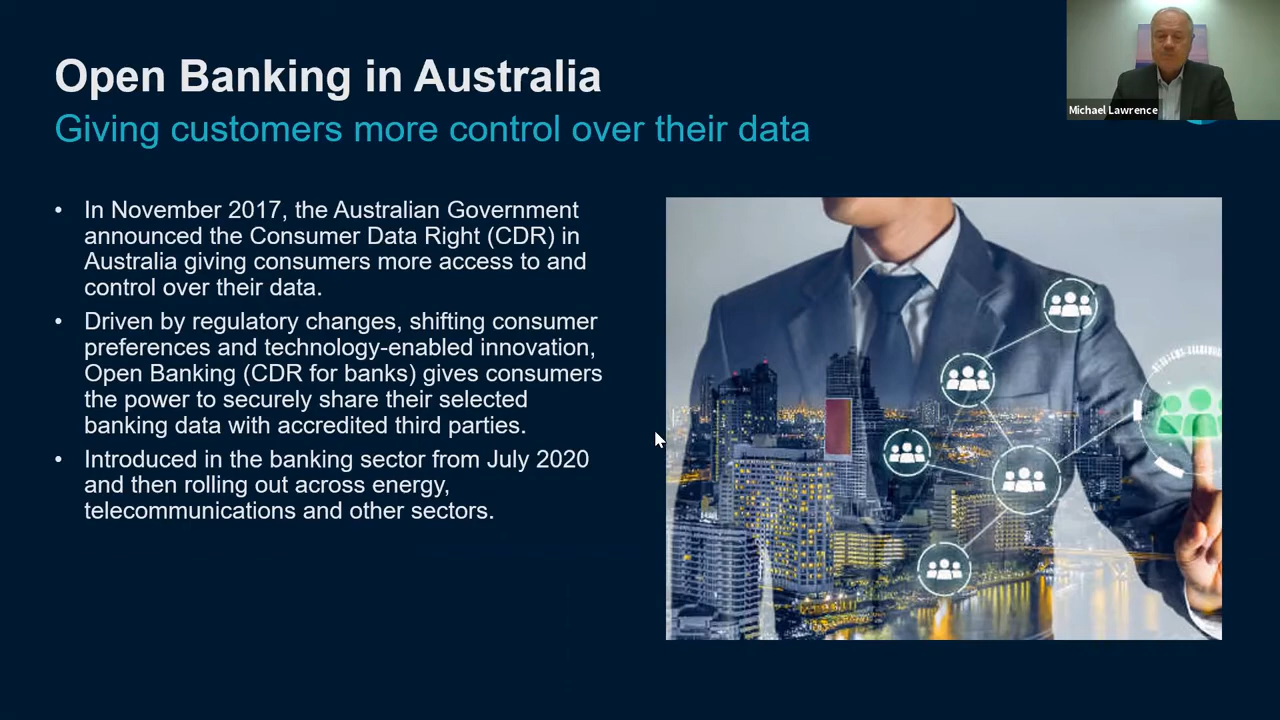 Open Banking in Australia
Giving customers more control over their data
Michael Lawrence
• In November 2017, the Australian Government
announced the Consumer Data Right (CDR) in
Australia giving consumers more access to and
control over their data.
• Driven by regulatory changes, shifting consumer
preferences and technology-enabled innovation,
Open Banking (CDR for banks) gives consumers
the power to securely share their selected
banking data with accredited third parties.
• Introduced in the banking sector from July 2020
and then rolling out across energy,
telecommunications and other sectors.